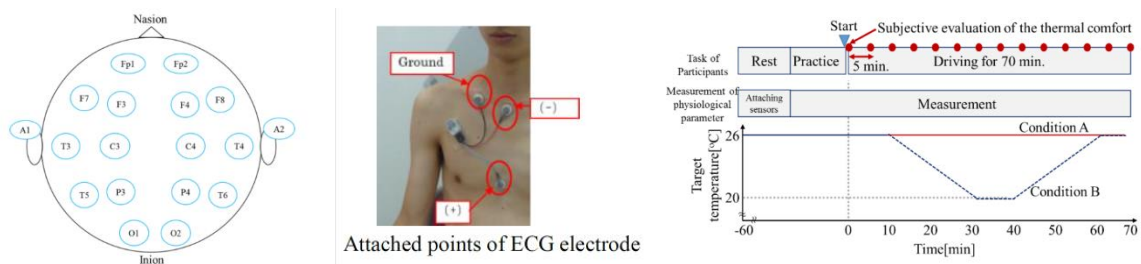 Nasion
Fp1
Fp2
F7
F3
F4
F8
A1
A2
T3
C3
C4
T4
T5
P3
P4
T6
O1
O2
Inion
Ground
(-)
(+)
Attached points of ECG electrode
Start
Subjective evaluation of the thermal comfort
Task of
Participants
Rest
Practice
5 min.
Driving for 70 min.
Measurement of
physiological
parameter
Attaching
sensors
Measurement
Target
temperature[°C]
26
20
Condition A
Condition B
-60
0
10
20
30
40
50
60
70
Time[min]